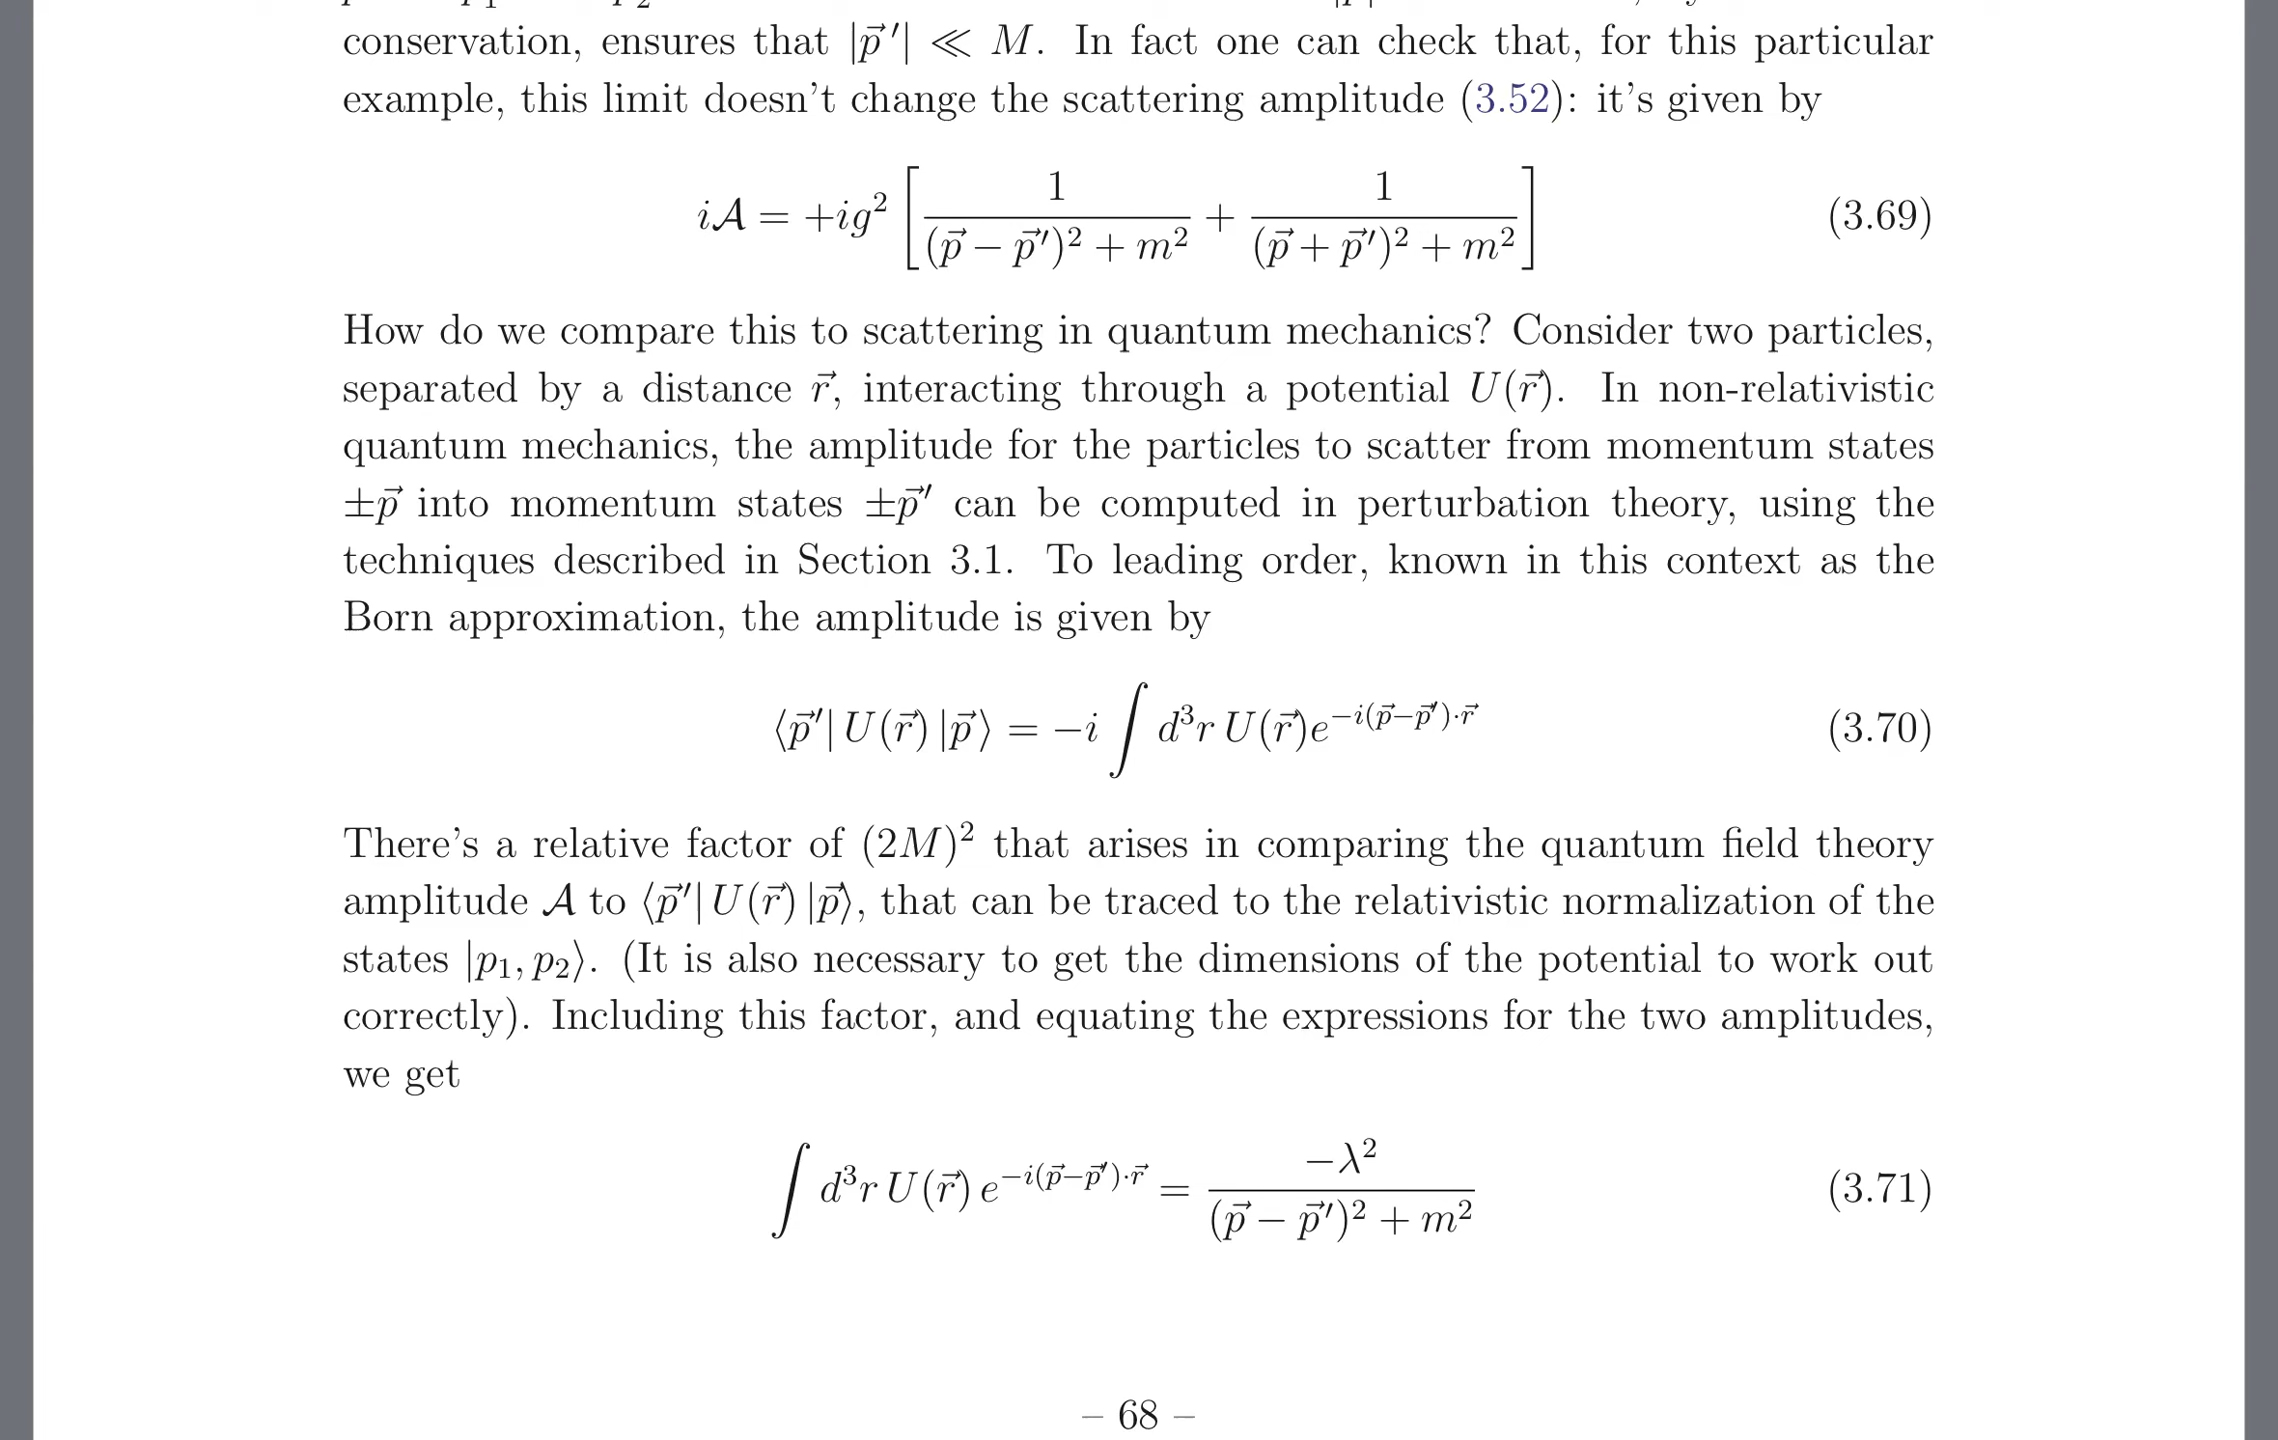 conservation, ensures that |p⃗ ′| ≪ M. In fact one can check that, for this particular
example, this limit doesn't change the scattering amplitude (3.52): it's given by
iA = +ig² [ 1 / ((p⃗ − p⃗′)² + m²) + 1 / ((p⃗ + p⃗′)² + m²) ] (3.69)
How do we compare this to scattering in quantum mechanics? Consider two particles,
separated by a distance r⃗, interacting through a potential U(r⃗). In non-relativistic
quantum mechanics, the amplitude for the particles to scatter from momentum states
±p⃗ into momentum states ±p⃗′ can be computed in perturbation theory, using the
techniques described in Section 3.1. To leading order, known in this context as the
Born approximation, the amplitude is given by
⟨p⃗′| U(r⃗) |p⃗⟩ = −i ∫ d³r U(r⃗)e^{−i(p⃗−p⃗′)·r⃗} (3.70)
There's a relative factor of (2M)² that arises in comparing the quantum field theory
amplitude A to ⟨p⃗′| U(r⃗) |p⃗⟩, that can be traced to the relativistic normalization of the
states |p₁, p₂⟩. (It is also necessary to get the dimensions of the potential to work out
correctly). Including this factor, and equating the expressions for the two amplitudes,
we get
∫ d³r U(r⃗) e^{−i(p⃗−p⃗′)·r⃗} = −λ² / ((p⃗ − p⃗′)² + m²) (3.71)
– 68 –